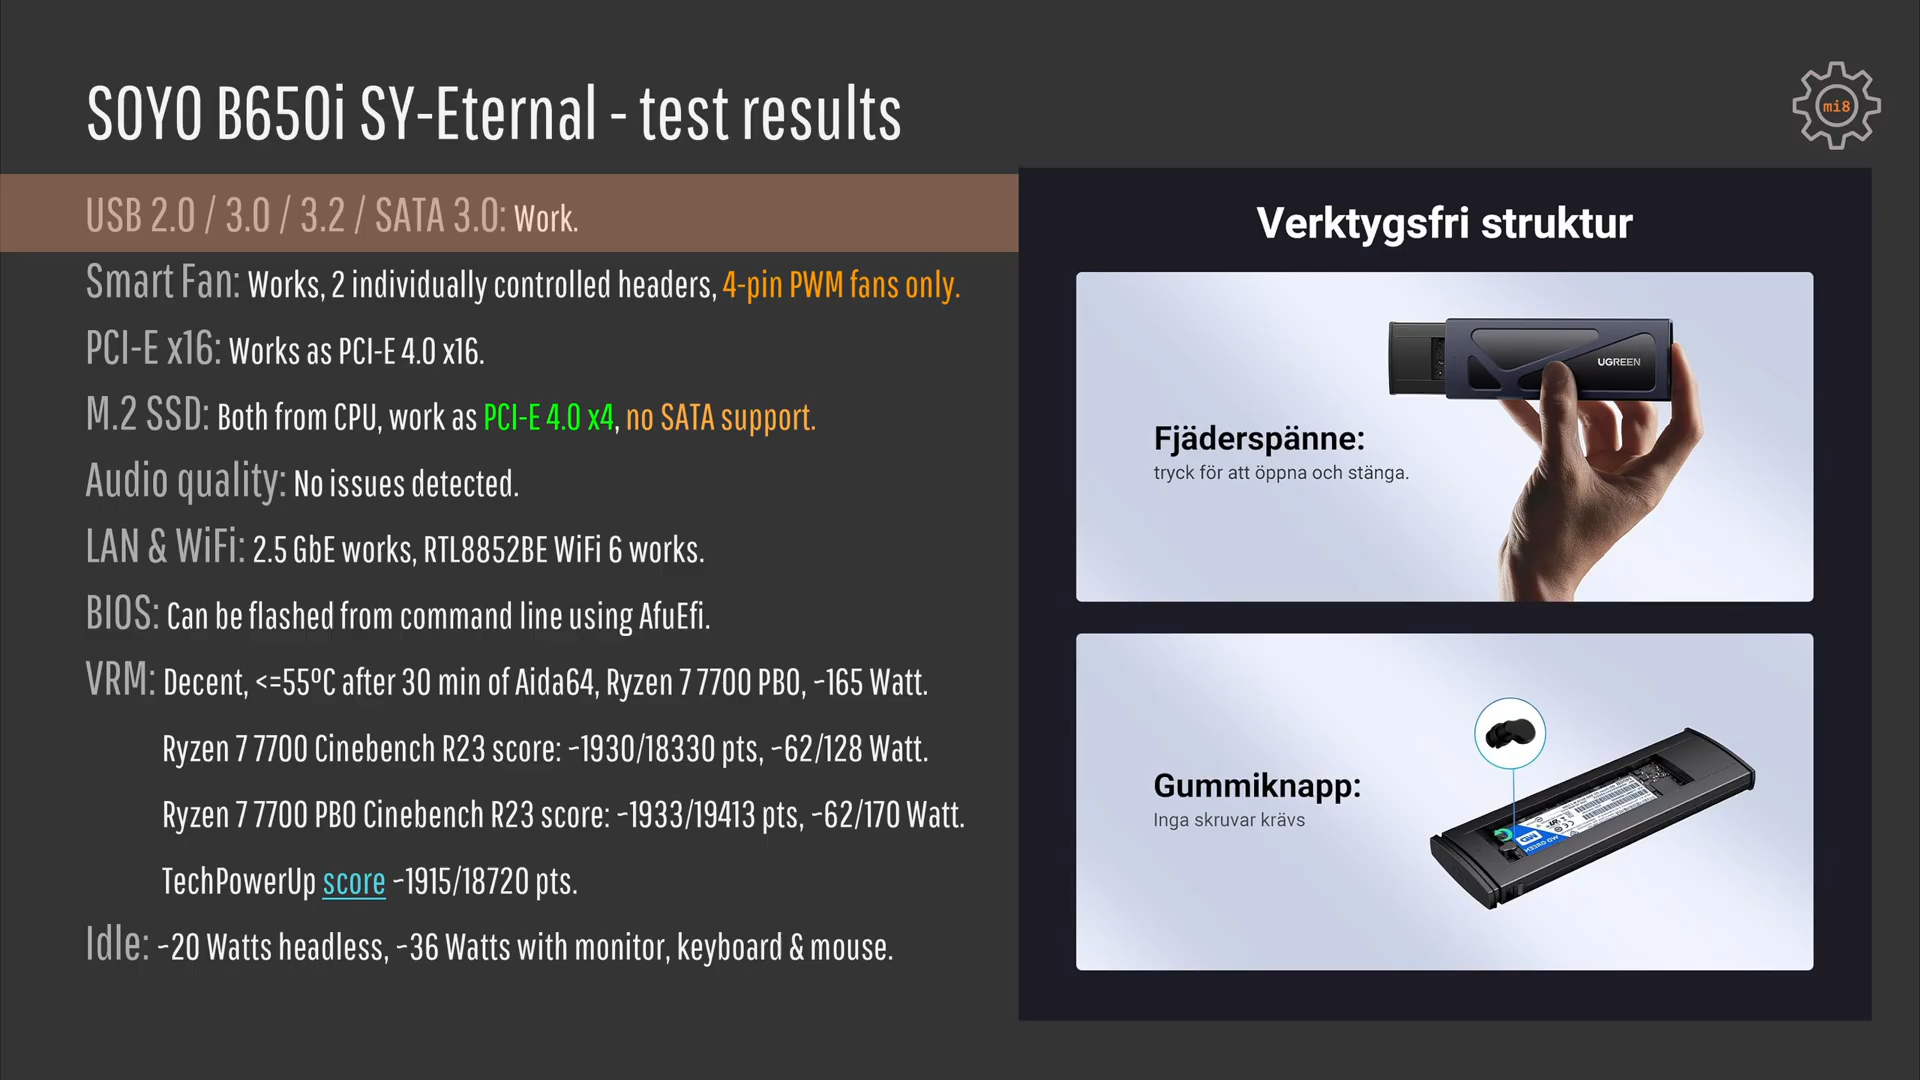 SOYO B650i SY-Eternal - test results
mi8
USB 2.0 / 3.0 / 3.2 / SATA 3.0: Work.
Smart Fan: Works, 2 individually controlled headers, 4-pin PWM fans only.
PCI-E x16: Works as PCI-E 4.0 x16.
M.2 SSD: Both from CPU, work as PCI-E 4.0 x4, no SATA support.
Audio quality: No issues detected.
LAN & WiFi: 2.5 GbE works, RTL8852BE WiFi 6 works.
BIOS: Can be flashed from command line using AfuEfi.
VRM: Decent, <=55ºC after 30 min of Aida64, Ryzen 7 7700 PBO, ~165 Watt.
Ryzen 7 7700 Cinebench R23 score: ~1930/18330 pts, ~62/128 Watt.
Ryzen 7 7700 PBO Cinebench R23 score: ~1933/19413 pts, ~62/170 Watt.
TechPowerUp score ~1915/18720 pts.
Idle: ~20 Watts headless, ~36 Watts with monitor, keyboard & mouse.
Verktygsfri struktur
UGREEN
Fjäderspänne:
tryck för att öppna och stänga.
Gummiknapp:
Inga skruvar krävs